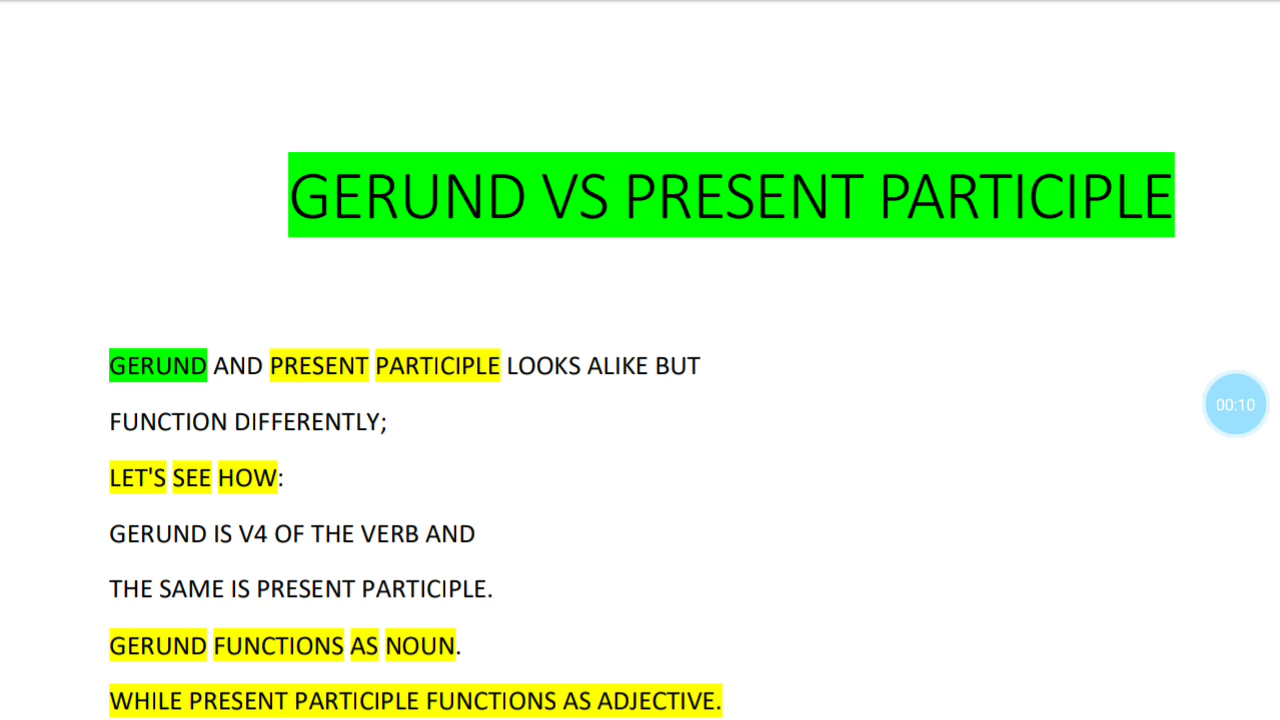 GERUND VS PRESENT PARTICIPLE
GERUND AND PRESENT PARTICIPLE LOOKS ALIKE BUT
FUNCTION DIFFERENTLY;
00:10
LET'S SEE HOW:
GERUND IS V4 OF THE VERB AND
THE SAME IS PRESENT PARTICIPLE.
GERUND FUNCTIONS AS NOUN.
WHILE PRESENT PARTICIPLE FUNCTIONS AS ADJECTIVE.